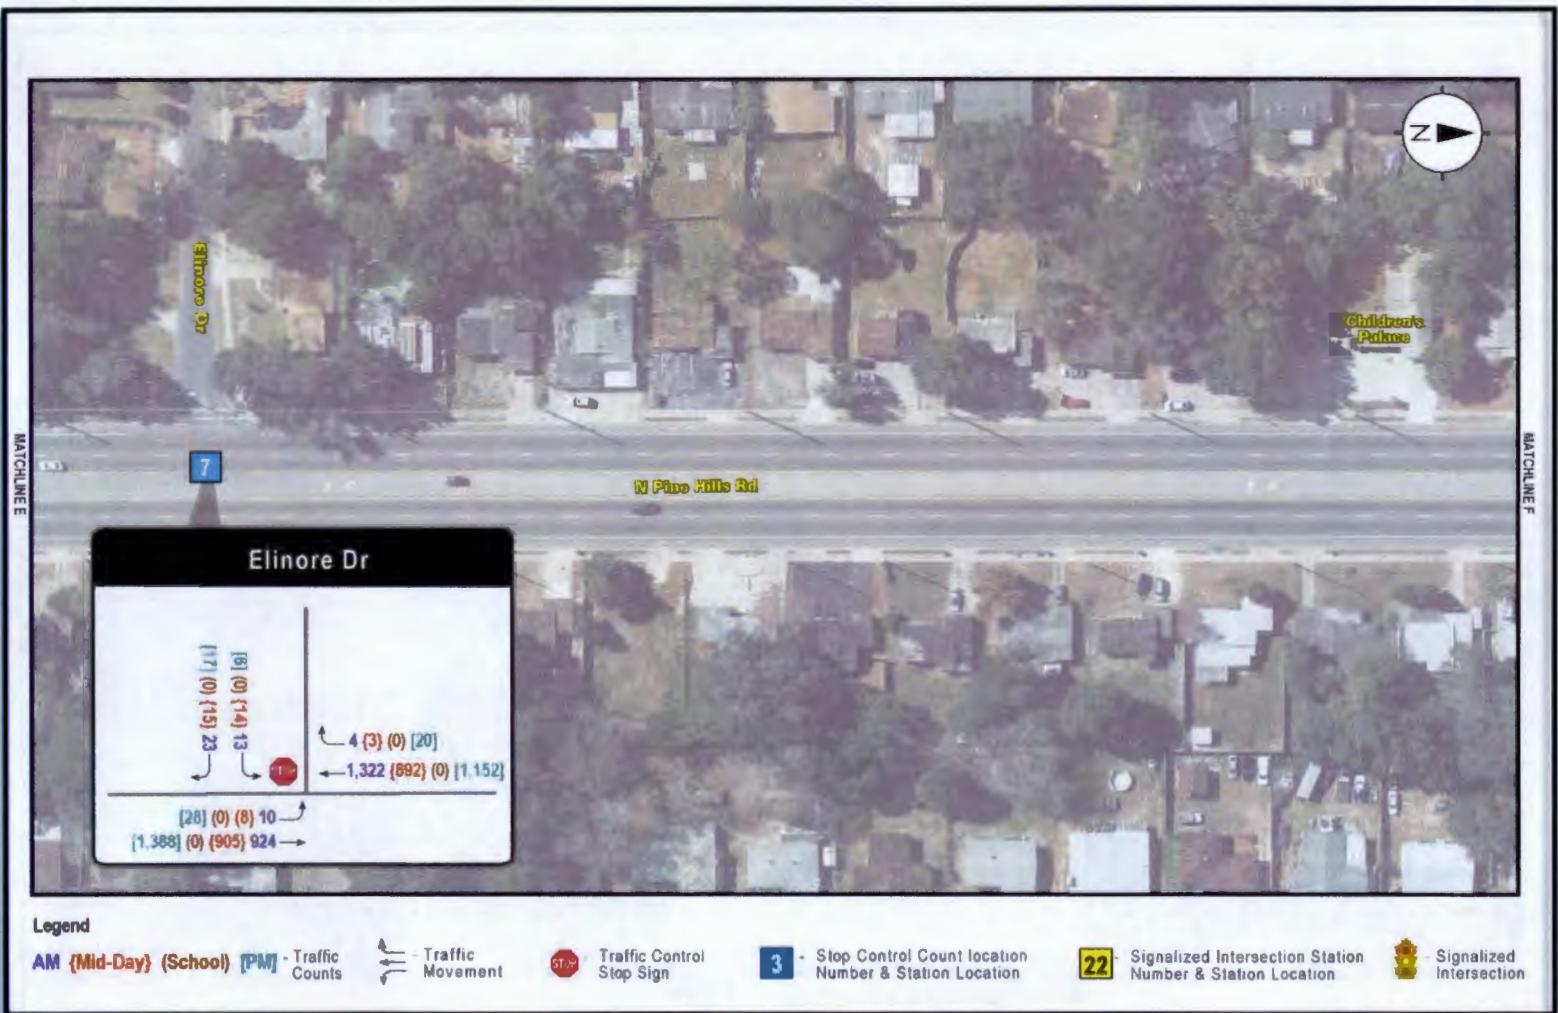 N
Elinore Dr
Children's
Palace
MATCHLINE E
7
N Pine Hills Rd
MATCHLINE F
Elinore Dr
[17] (0) {15} 23
[6] (0) {14} 13
STOP
4 {3} (0) [20]
1,322 {892} (0) [1,152]
[28] (0) {8} 10
[1,388] (0) {905} 924
Legend
AM {Mid-Day} (School) [PM] - Traffic
Counts
- Traffic
Movement
STOP - Traffic Control
Stop Sign
3 - Stop Control Count location
Number & Station Location
22 - Signalized Intersection Station
Number & Station Location
- Signalized
Intersection